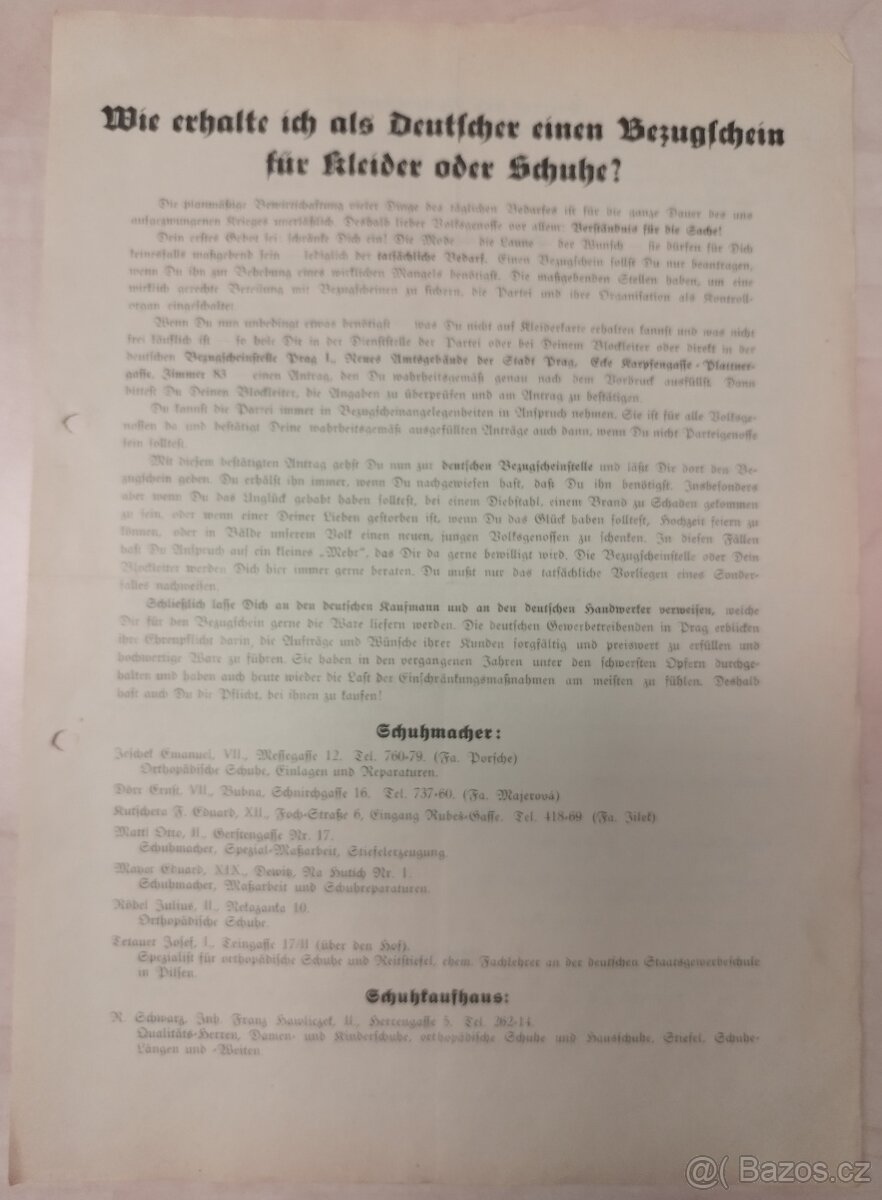 Wie erhalte ich als Deutscher einen Bezugschein
für Kleider oder Schuhe?
Die planmäßige Bewirtschaftung vieler Dinge des täglichen Bedarfes ist für die ganze Dauer des uns
aufgezwungenen Krieges unerläßlich. Deshalb lieber Volksgenosse vor allem: Verständnis für die Sache!
Dein erstes Gebot sei: schränke Dich ein! Die Mode — die Laune — der Wunsch — sie dürfen für Dich
keinesfalls maßgebend sein — lediglich der tatsächliche Bedarf. Einen Bezugschein sollst Du nur beantragen,
wenn Du ihn zur Behebung eines wirklichen Mangels benötigst. Die maßgebenden Stellen haben, um eine
wirklich gerechte Beteilung mit Bezugscheinen zu sichern, die Partei und ihre Organisation als Kontroll-
organ eingeschaltet.
Wenn Du nun unbedingt etwas benötigst — was Du nicht auf Kleiderkarte erhalten kannst und was nicht
frei käuflich ist — so hole Dir in der Dienststelle der Partei oder bei Deinem Blockleiter oder direkt in der
deutschen Bezugscheinstelle Prag I., Neues Amtsgebände der Stadt Prag, Ecke Karpfengasse - Plattner-
gasse, Zimmer 83 — einen Antrag, den Du wahrheitsgemäß genau nach dem Vordruck ausfüllst. Dann
bittest Du Deinen Blockleiter, die Angaben zu überprüfen und am Antrag zu bestätigen.
Du kannst die Partei immer in Bezugscheinangelegenheiten in Anspruch nehmen. Sie ist für alle Volksge-
nossen da und bestätigt Deine wahrheitsgemäß ausgefüllten Anträge auch dann, wenn Du nicht Parteigenosse
sein solltest.
Mit diesem bestätigten Antrag gehst Du nun zur deutschen Bezugscheinstelle und läßt Dir dort den Be-
zugschein geben. Du erhälst ihn immer, wenn Du nachgewiesen hast, daß Du ihn benötigst. Insbesonders
aber wenn Du das Unglück gehabt haben solltest, bei einem Diebstahl, einem Brand zu Schaden gekommen
zu sein, oder wenn einer Deiner Lieben gestorben ist, wenn Du das Glück haben solltest, Hochzeit feiern zu
können, oder in Bälde unserem Volk einen neuen, jungen Volksgenossen zu schenken. In diesen Fällen
hast Du Anspruch auf ein kleines „Mehr“, das Dir da gerne bewilligt wird. Die Bezugscheinstelle oder Dein
Blockleiter werden Dich hier immer gerne beraten. Du mußt nur das tatsächliche Vorliegen eines Sonder-
falles nachweisen.
Schließlich lasse Dich an den deutschen Kaufmann und an den deutschen Handwerker verweisen, welche
Dir für den Bezugschein gerne die Ware liefern werden. Die deutschen Gewerbetreibenden in Prag erblicken
ihre Ehrenpflicht darin, die Aufträge und Wünsche ihrer Kunden sorgfältig und preiswert zu erfüllen und
hochwertige Ware zu führen. Sie haben in den vergangenen Jahren unter den schwersten Opfern durchge-
halten und haben auch heute wieder die Last der Einschränkungsmaßnahmen am meisten zu fühlen. Deshalb
hast auch Du die Pflicht, bei ihnen zu kaufen!
Schuhmacher:
Zeischek Emanuel, VII., Messegasse 12. Tel. 760-79. (Fa. Porsche)
Orthopädische Schuhe, Einlagen und Reparaturen.
Dörr Ernst, VII., Bubna, Schnirchgasse 16. Tel. 737-60. (Fa. Majerová)
Kutschera F. Eduard, XII., Foch-Straße 6, Eingang Rubeš-Gasse. Tel. 418-69 (Fa. Jilek)
Mattl Otto, II., Gerstengasse Nr. 17.
Schuhmacher, Spezial-Maßarbeit, Stiefelerzeugung.
Mayor Eduard, XIX., Dewitz, Na Hutich Nr. 1.
Schuhmacher, Maßarbeit und Schuhreparaturen.
Rödel Julius, II., Nekazanka 10.
Orthopädische Schuhe.
Tetauer Josef, I., Teingasse 17/II (über den Hof).
Spezialist für orthopädische Schuhe und Reitstiefel, ehem. Fachlehrer an der deutschen Staatsgewerbeschule
in Pilsen.
Schuhkaufhaus:
R. Schwarz, Inh. Franz Hawliczek, II., Herrengasse 5. Tel. 262-14.
Qualitäts-Herren, Damen- und Kinderschuhe, orthopädische Schuhe und Hausschuhe, Stiefel, Schuhe-
Längen und -Weiten.
@( Bazos.cz